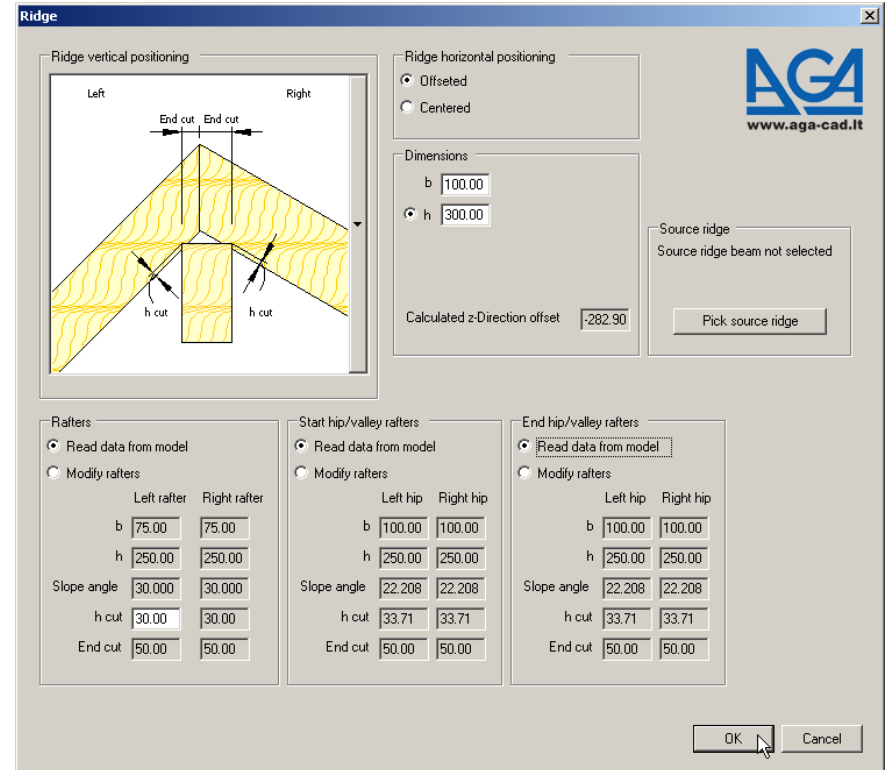 Ridge
Ridge vertical positioning
Left Right
End cut End cut
h cut h cut
Ridge horizontal positioning
Offseted
Centered
AGA
www.aga-cad.lt
Dimensions
b 100.00
h 300.00
Calculated z-Direction offset -282.90
Source ridge
Source ridge beam not selected
Pick source ridge
Rafters
Read data from model
Modify rafters
Left rafter Right rafter
b 75.00 75.00
h 250.00 250.00
Slope angle 30.000 30.000
h cut 30.00 30.00
End cut 50.00 50.00
Start hip/valley rafters
Read data from model
Modify rafters
Left hip Right hip
b 100.00 100.00
h 250.00 250.00
Slope angle 22.208 22.208
h cut 33.71 33.71
End cut 50.00 50.00
End hip/valley rafters
Read data from model
Modify rafters
Left hip Right hip
b 100.00 100.00
h 250.00 250.00
Slope angle 22.208 22.208
h cut 33.71 33.71
End cut 50.00 50.00
OK Cancel